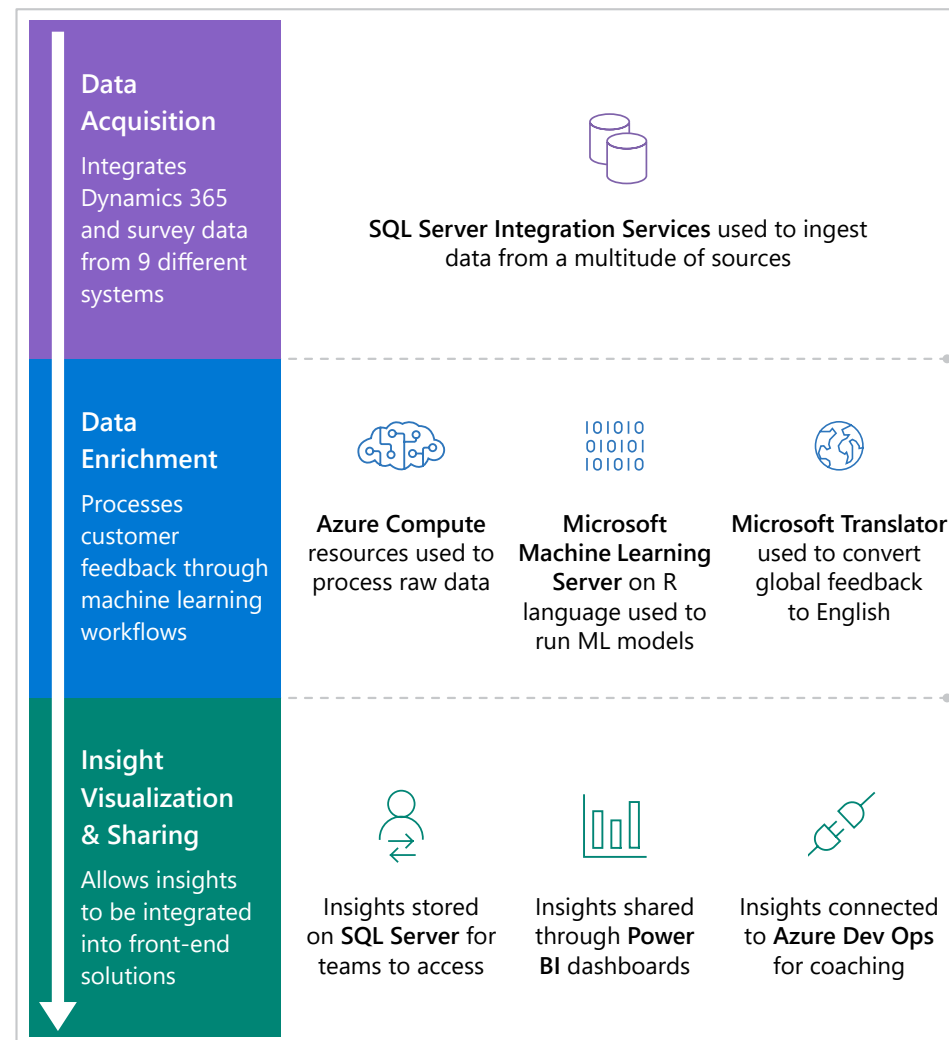 Data
Acquisition
Integrates
Dynamics 365
and survey data
from 9 different
systems
SQL Server Integration Services used to ingest
data from a multitude of sources
Data
Enrichment
Processes
customer
feedback through
machine learning
workflows
101010
010101
101010
Azure Compute
resources used to
process raw data
Microsoft
Machine Learning
Server on R
language used to
run ML models
Microsoft Translator
used to convert
global feedback
to English
Insight
Visualization
& Sharing
Allows insights
to be integrated
into front-end
solutions
Insights stored
on SQL Server for
teams to access
Insights shared
through Power
BI dashboards
Insights connected
to Azure Dev Ops
for coaching